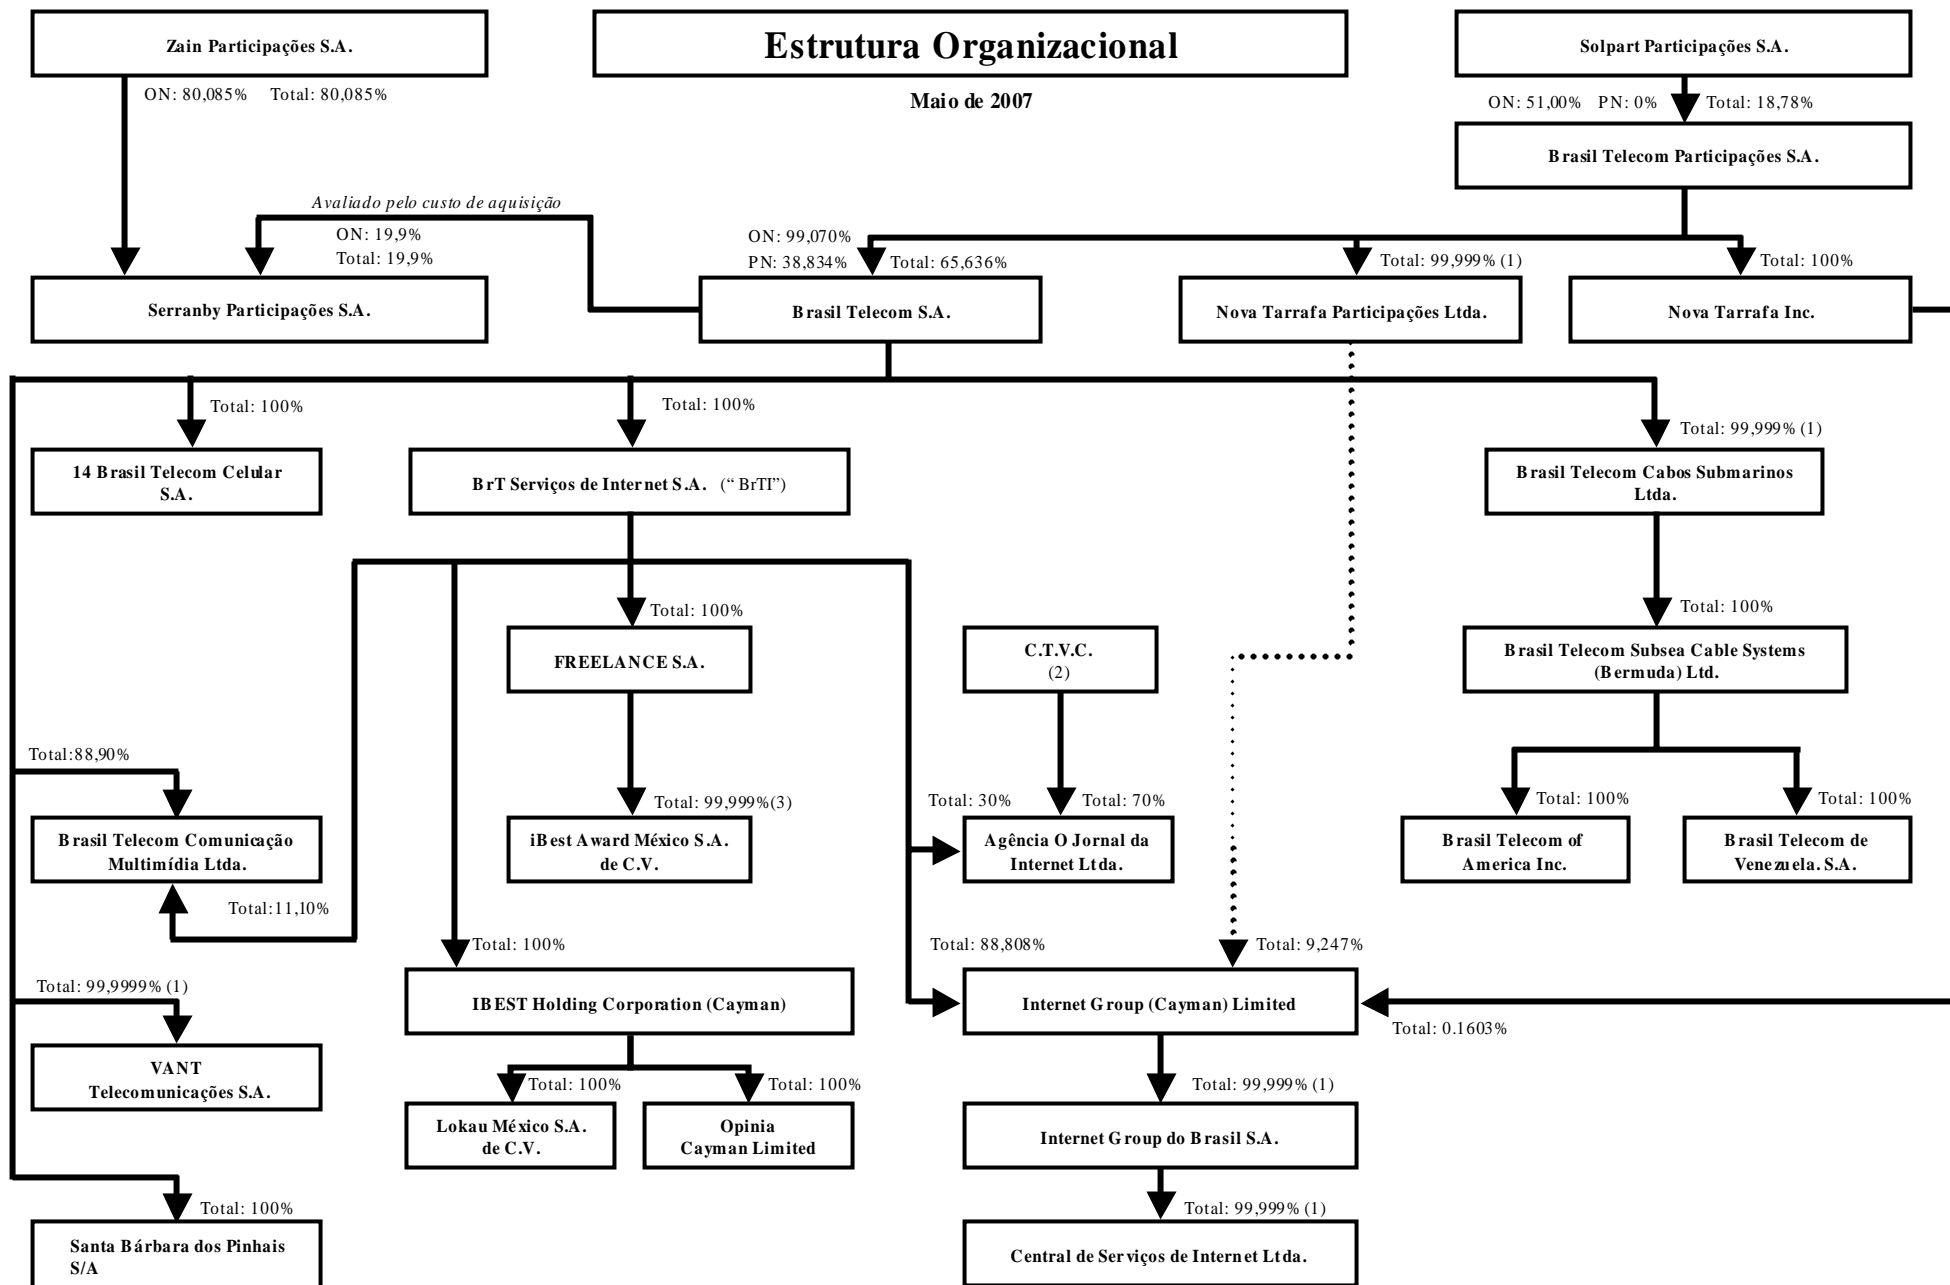 Zain Participações S.A.
Estrutura Organizacional
Solpart Participações S.A.
ON: 80,085% Total: 80,085%
Maio de 2007
ON: 51,00% PN: 0% Total: 18,78%
Brasil Telecom Participações S.A.
Avaliado pelo custo de aquisição
ON: 19,9%
Total: 19,9%
ON: 99,070%
PN: 38,834% Total: 65,636%
Total: 99,999% (1)
Total: 100%
Serranby Participações S.A.
Brasil Telecom S.A.
Nova Tarrafa Participações Ltda.
Nova Tarrafa Inc.
Total: 100%
Total: 100%
Total: 99,999% (1)
14 Brasil Telecom Celular
S.A.
BrT Serviços de Internet S.A. (“ BrTI”)
Brasil Telecom Cabos Submarinos
Ltda.
Total: 100%
Total: 100%
FREELANCE S.A.
C.T.V.C.
(2)
Brasil Telecom Subsea Cable Systems
(Bermuda) Ltd.
Total:88,90%
Total: 99,999%(3)
Total: 30%
Total: 70%
Total: 100%
Total: 100%
Brasil Telecom Comunicação
Multimídia Ltda.
iBest Award México S.A.
de C.V.
Agência O Jornal da
Internet Ltda.
Brasil Telecom of
America Inc.
Brasil Telecom de
Venezuela. S.A.
Total:11,10%
Total: 100%
Total: 88,808%
Total: 9,247%
Total: 99,9999% (1)
IBEST Holding Corporation (Cayman)
Internet Group (Cayman) Limited
Total: 0.1603%
VANT
Telecomunicações S.A.
Total: 100%
Total: 100%
Total: 99,999% (1)
Lokau México S.A.
de C.V.
Opinia
Cayman Limited
Internet Group do Brasil S.A.
Total: 100%
Total: 99,999% (1)
Santa Bárbara dos Pinhais
S/A
Central de Serviços de Internet Ltda.